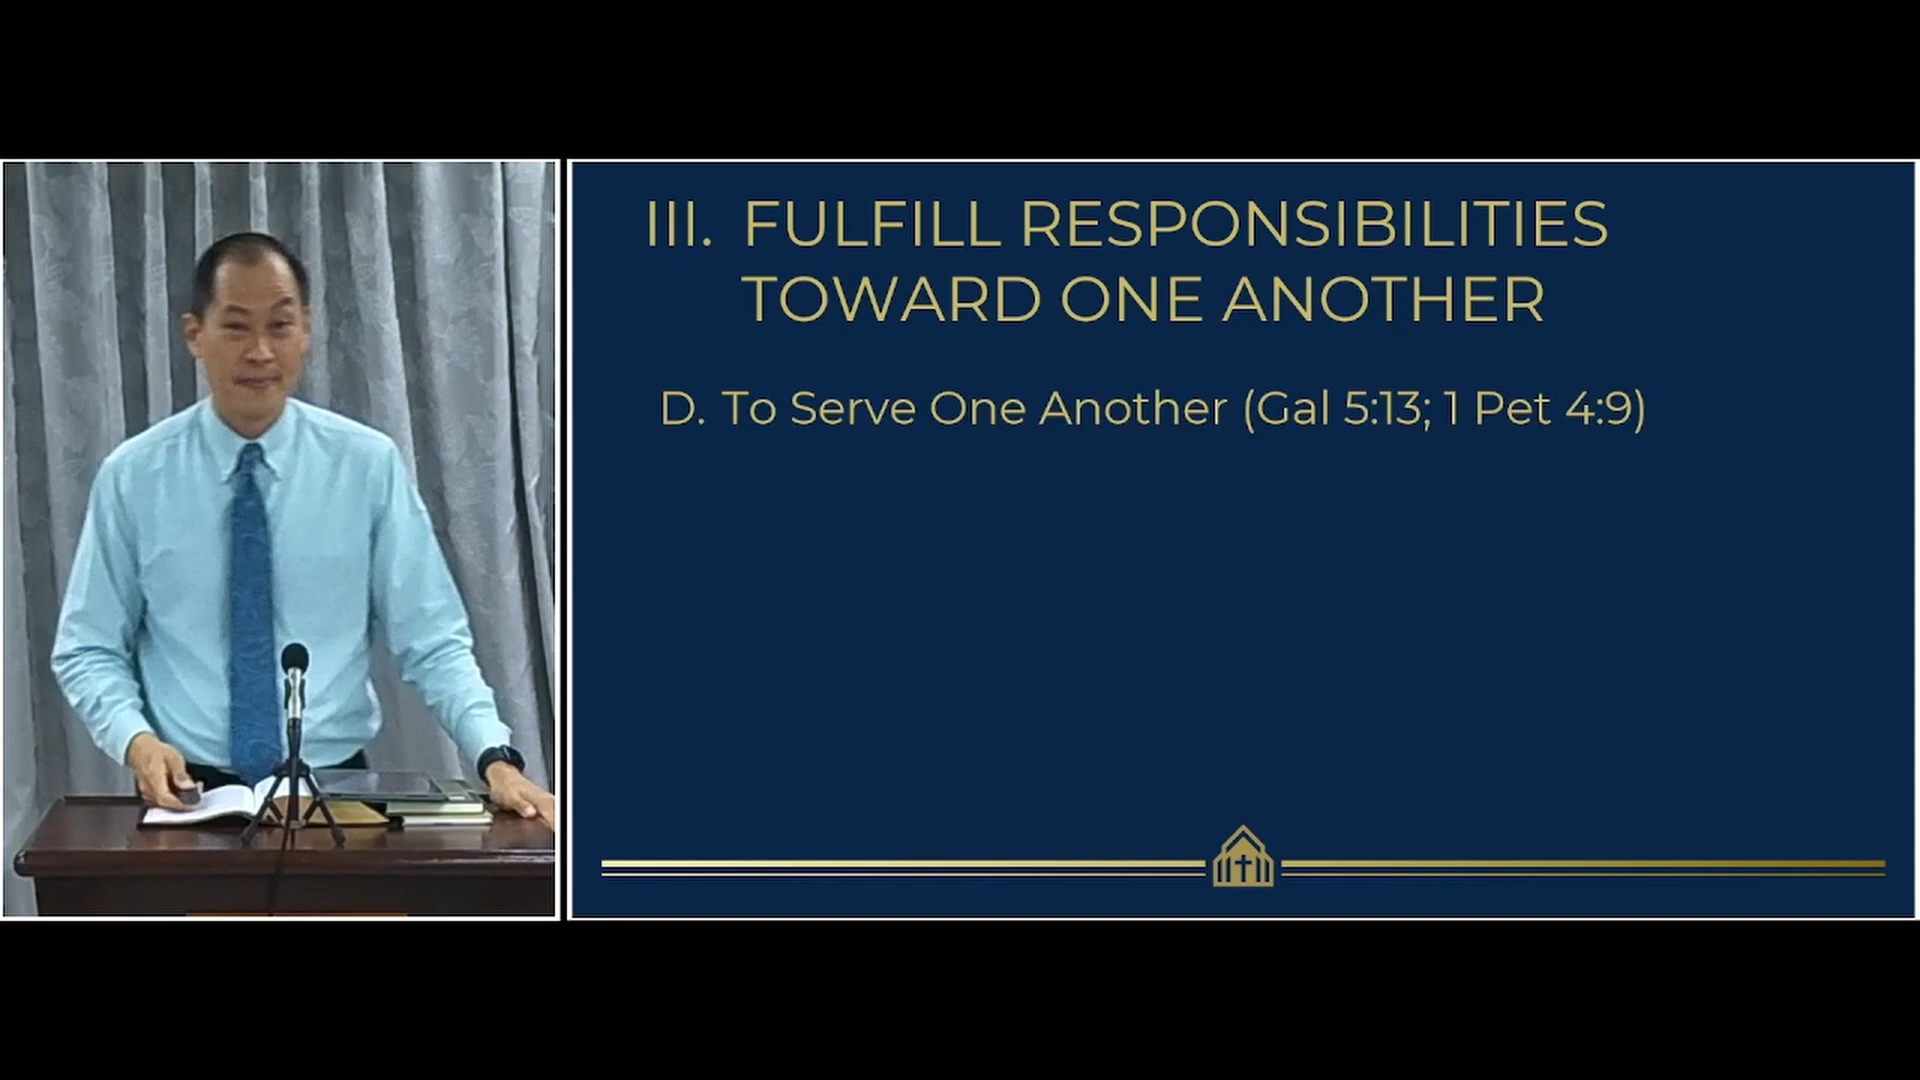 III. FULFILL RESPONSIBILITIES
TOWARD ONE ANOTHER
D. To Serve One Another (Gal 5:13; 1 Pet 4:9)